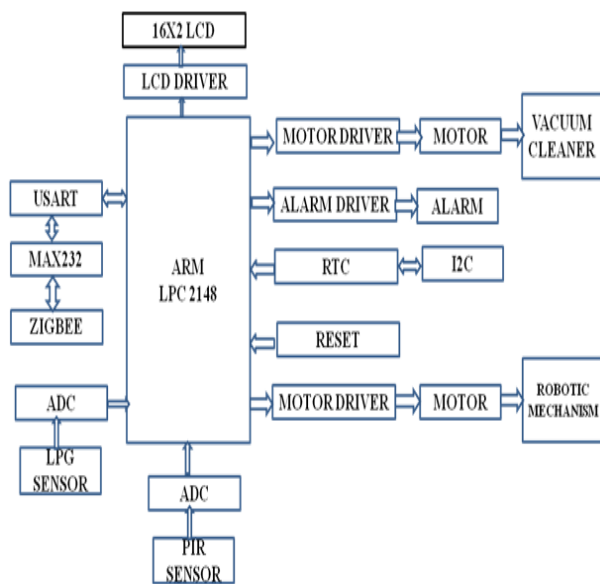 16X2 LCD
LCD DRIVER
MOTOR DRIVER
MOTOR
VACUUM
CLEANER
USART
ALARM DRIVER
ALARM
MAX232
ARM
LPC 2148
RTC
I2C
ZIGBEE
RESET
ADC
MOTOR DRIVER
MOTOR
ROBOTIC
MECHANISM
LPG
SENSOR
ADC
PIR
SENSOR